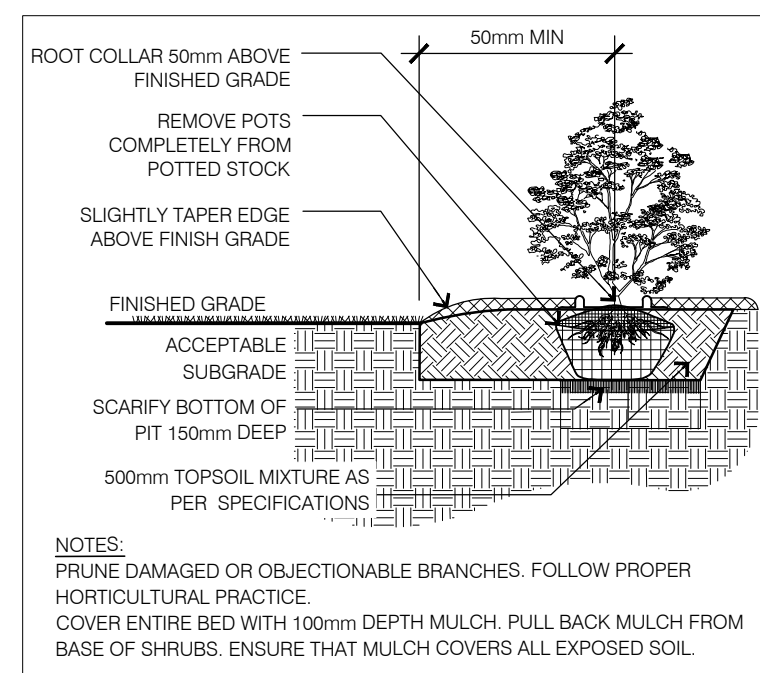 50mm MIN
ROOT COLLAR 50mm ABOVE
FINISHED GRADE
REMOVE POTS
COMPLETELY FROM
POTTED STOCK
SLIGHTLY TAPER EDGE
ABOVE FINISH GRADE
FINISHED GRADE
ACCEPTABLE
SUBGRADE
SCARIFY BOTTOM OF
PIT 150mm DEEP
500mm TOPSOIL MIXTURE AS
PER SPECIFICATIONS
NOTES:
PRUNE DAMAGED OR OBJECTIONABLE BRANCHES. FOLLOW PROPER
HORTICULTURAL PRACTICE.
COVER ENTIRE BED WITH 100mm DEPTH MULCH. PULL BACK MULCH FROM
BASE OF SHRUBS. ENSURE THAT MULCH COVERS ALL EXPOSED SOIL.